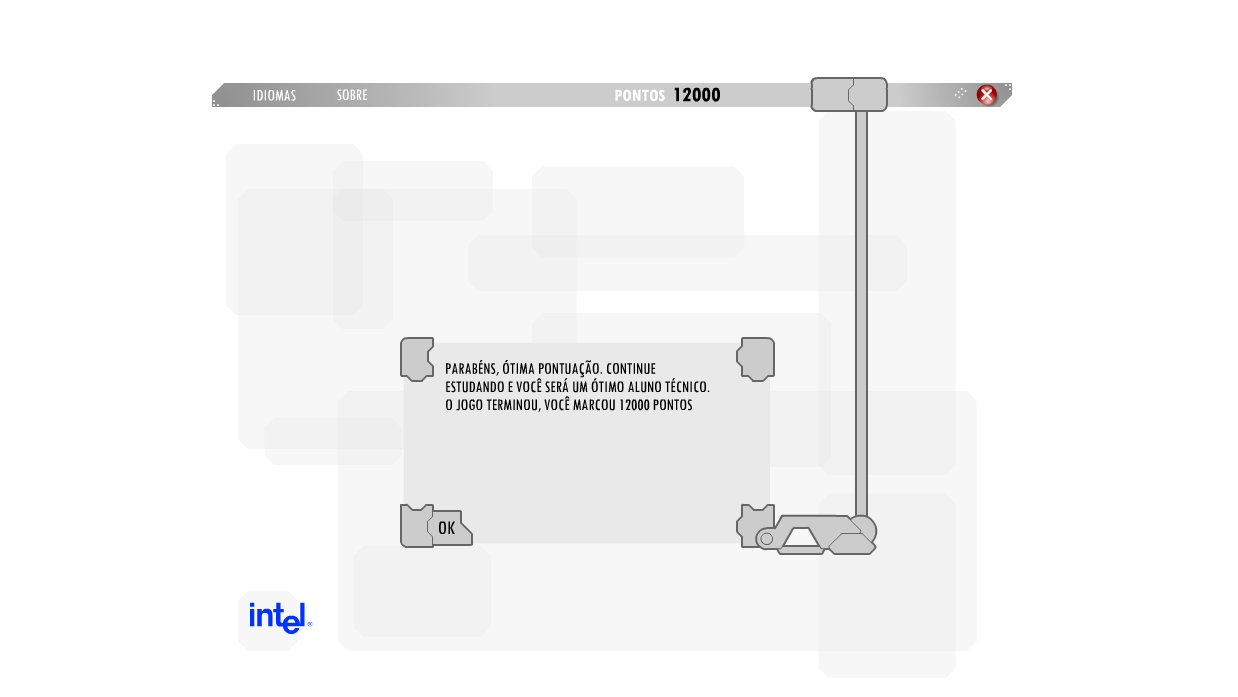 IDIOMAS SOBRE PONTOS 12000
PARABÉNS, ÓTIMA PONTUAÇÃO. CONTINUE
ESTUDANDO E VOCÊ SERÁ UM ÓTIMO ALUNO TÉCNICO.
O JOGO TERMINOU, VOCÊ MARCOU 12000 PONTOS
OK
intel®